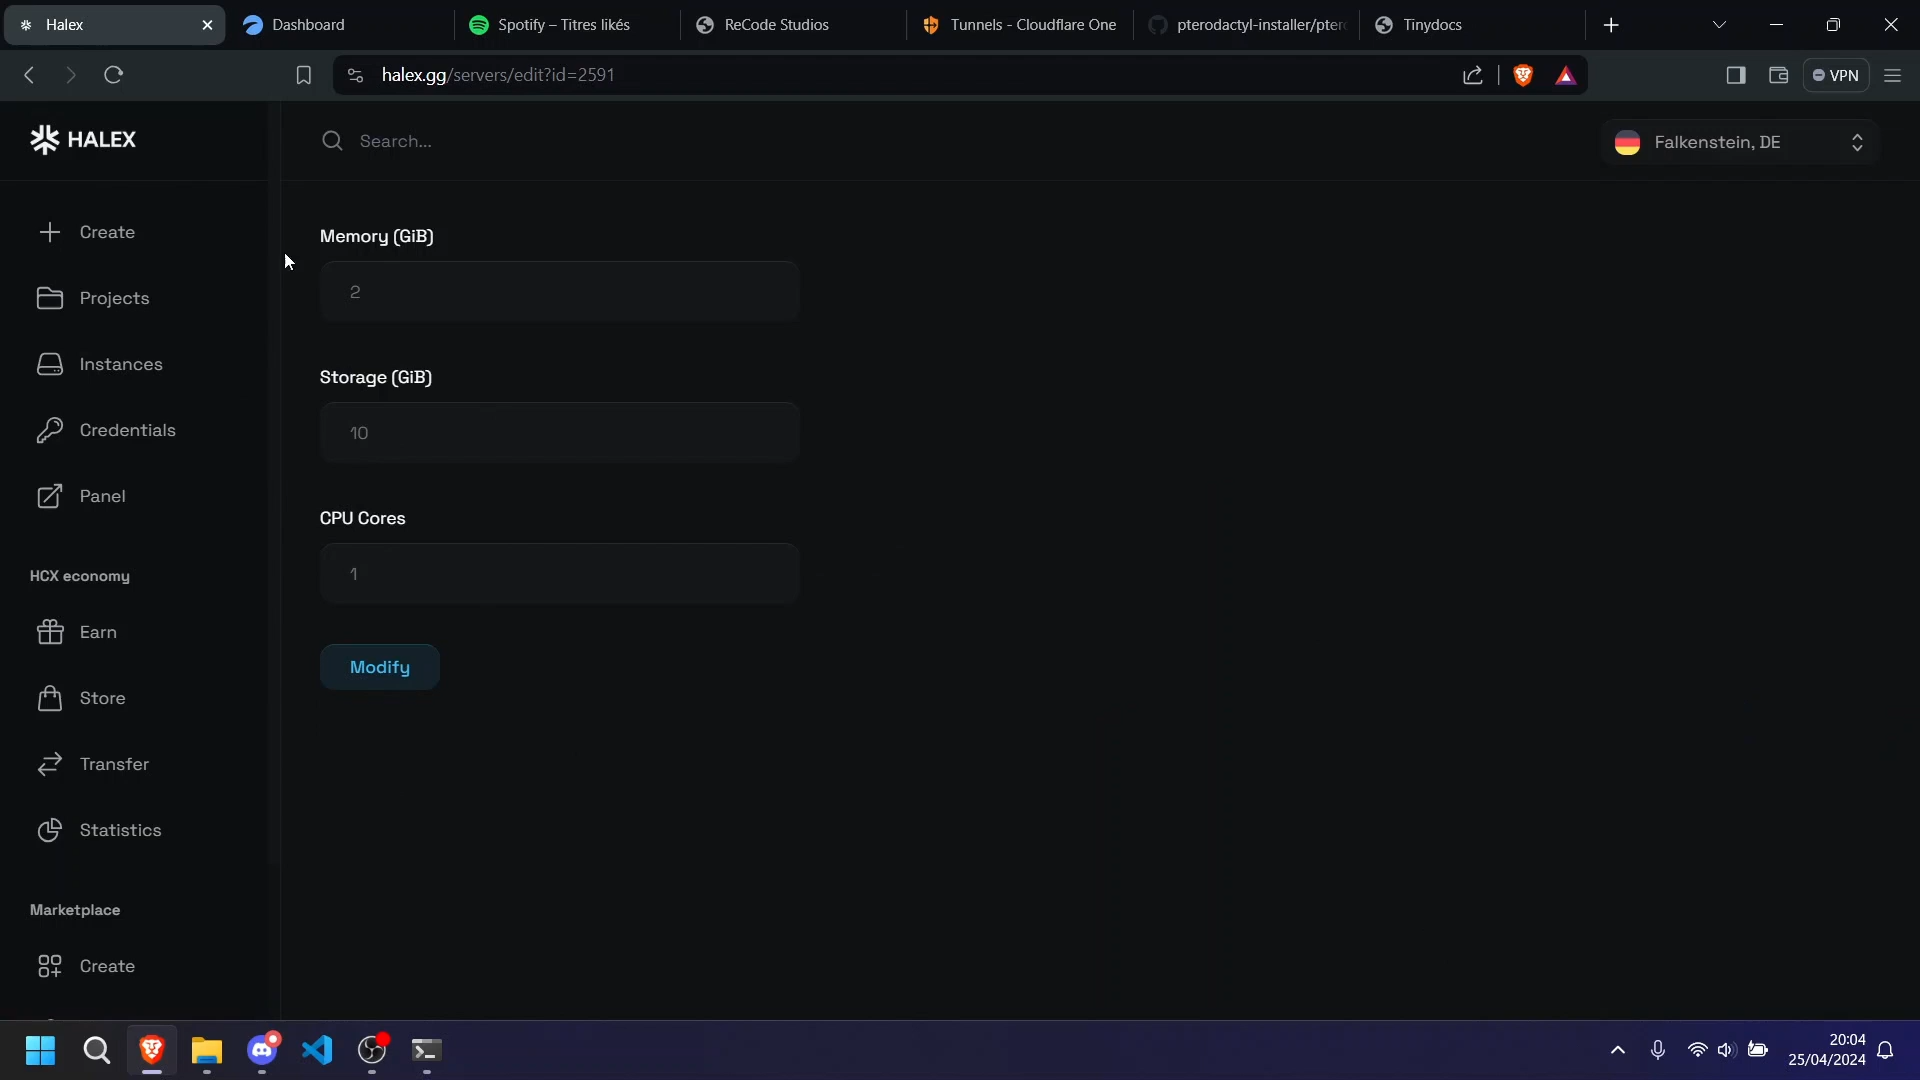 Halex
Dashboard
Spotify – Titres likés
ReCode Studios
Tunnels - Cloudflare One
pterodactyl-installer/pter
Tinydocs
halex.gg/servers/edit?id=2591
VPN
HALEX
Search...
Falkenstein, DE
Create
Projects
Instances
Credentials
Panel
HCX economy
Earn
Store
Transfer
Statistics
Marketplace
Create
Memory (GiB)
2
Storage (GiB)
10
CPU Cores
1
Modify
20:04
25/04/2024